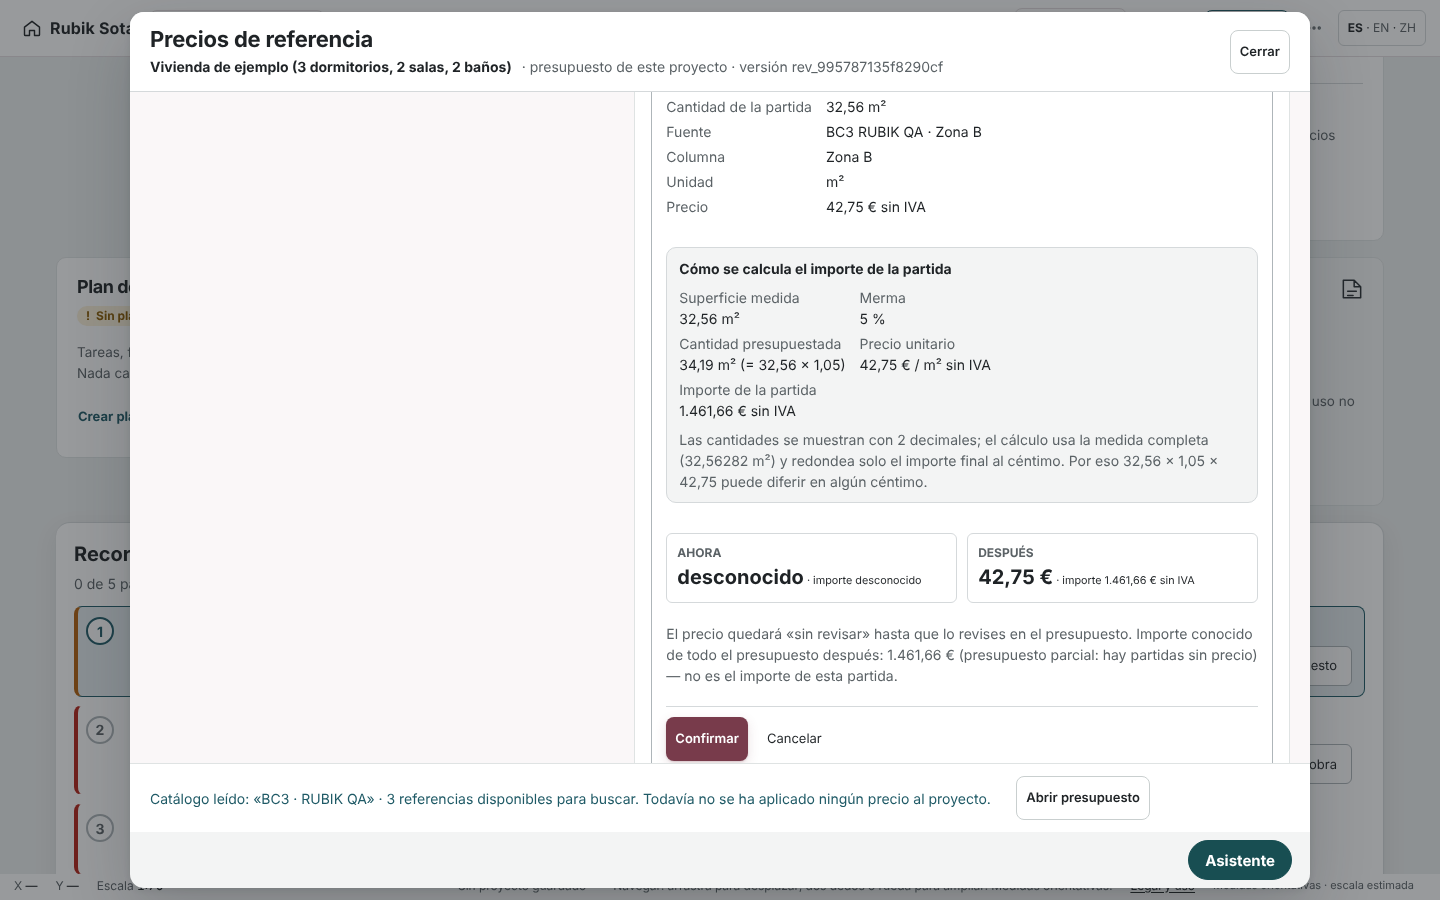 Rubik Sota
ES · EN · ZH
Precios de referencia
Vivienda de ejemplo (3 dormitorios, 2 salas, 2 baños) · presupuesto de este proyecto · versión rev_995787135f8290cf
Cerrar
Cantidad de la partida 32,56 m²
Fuente BC3 RUBIK QA · Zona B
Columna Zona B
Unidad m²
Precio 42,75 € sin IVA
Cómo se calcula el importe de la partida
Superficie medida Merma
32,56 m² 5 %
Cantidad presupuestada Precio unitario
34,19 m² (= 32,56 × 1,05) 42,75 € / m² sin IVA
Importe de la partida
1.461,66 € sin IVA
Las cantidades se muestran con 2 decimales; el cálculo usa la medida completa
(32,56282 m²) y redondea solo el importe final al céntimo. Por eso 32,56 × 1,05 ×
42,75 puede diferir en algún céntimo.
AHORA
desconocido · importe desconocido
DESPUÉS
42,75 € · importe 1.461,66 € sin IVA
El precio quedará «sin revisar» hasta que lo revises en el presupuesto. Importe conocido
de todo el presupuesto después: 1.461,66 € (presupuesto parcial: hay partidas sin precio)
— no es el importe de esta partida.
Confirmar Cancelar
Catálogo leído: «BC3 · RUBIK QA» · 3 referencias disponibles para buscar. Todavía no se ha aplicado ningún precio al proyecto.
Abrir presupuesto
Asistente
Plan d
! Sin pl
Tareas,
Nada ca
Crear pl
Recor
0 de 5 p
1
2
3
cios
uso no
esto
obra
X — Y — Escala
escala estimada